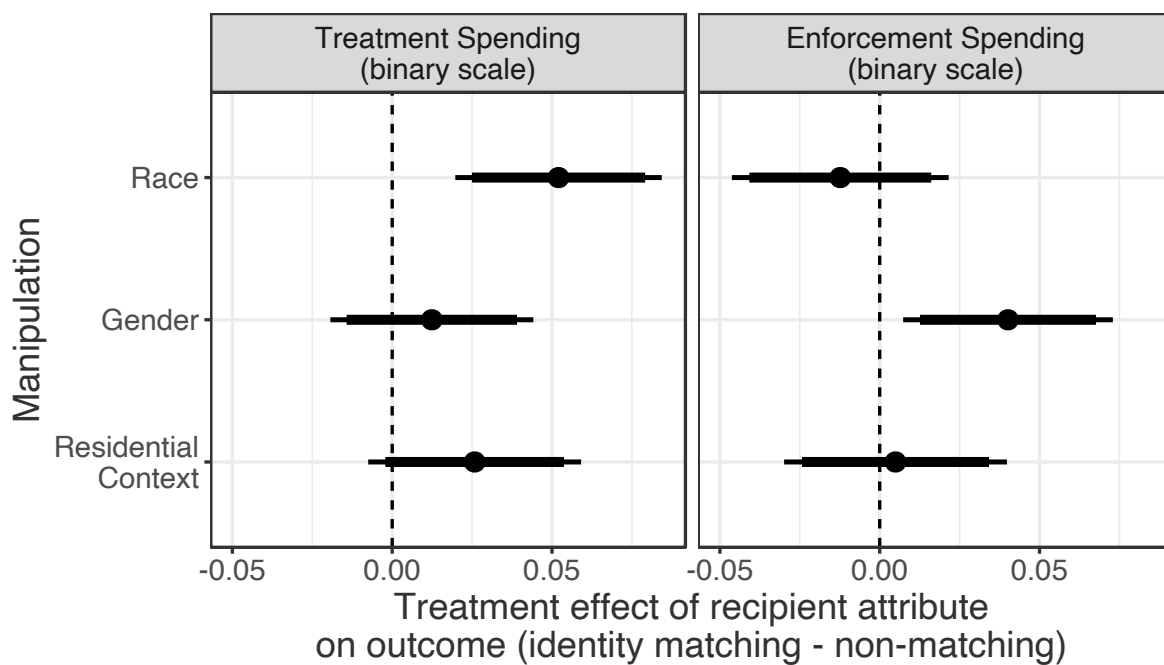 Treatment Spending
(binary scale)
Enforcement Spending
(binary scale)
Manipulation
Race
Gender
Residential
Context
-0.05 0.00 0.05
-0.05 0.00 0.05
Treatment effect of recipient attribute
on outcome (identity matching - non-matching)